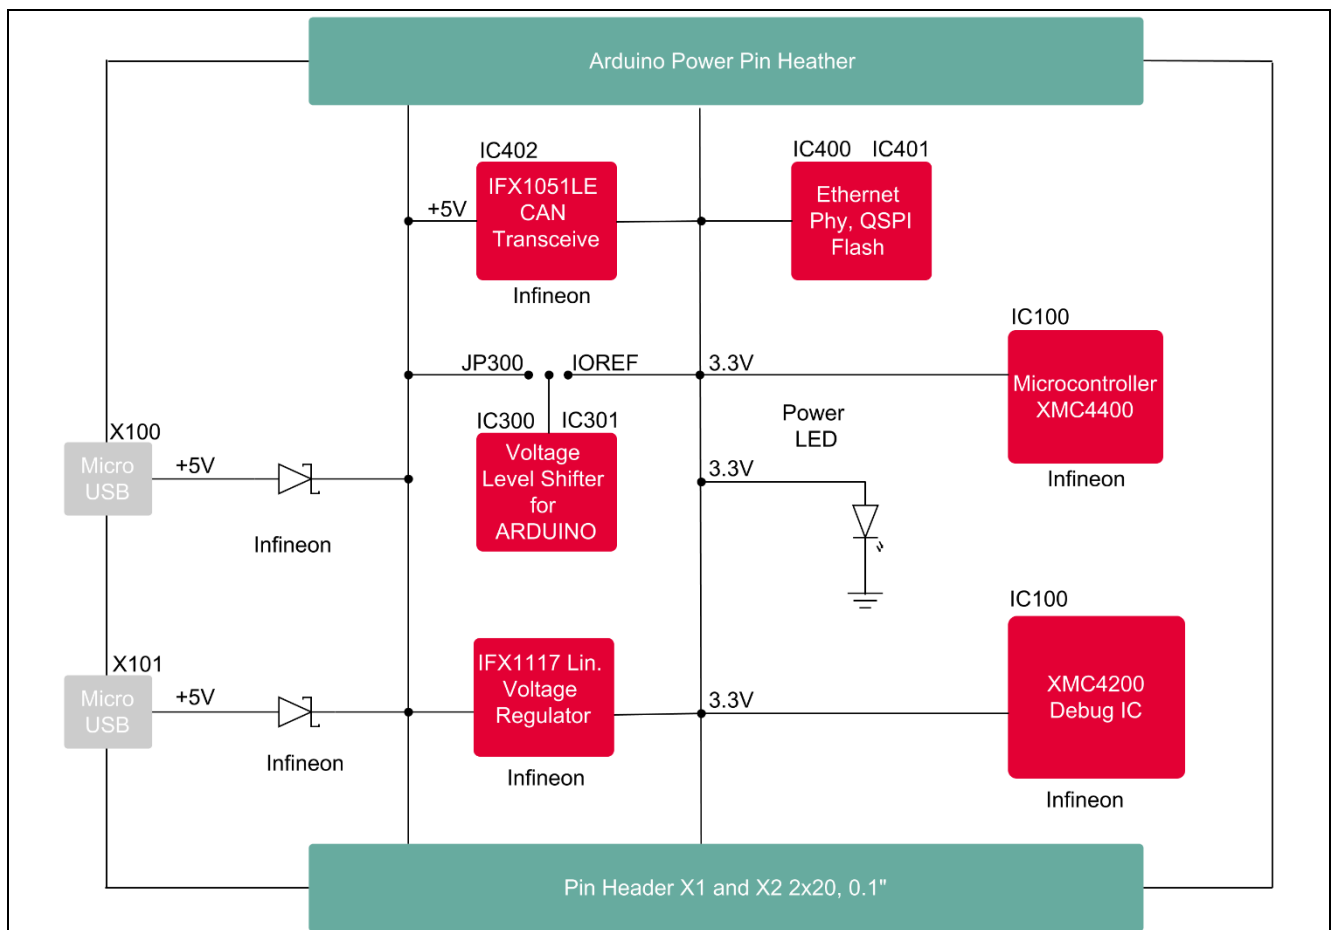 Arduino Power Pin Heather
IC402
IFX1051LE
CAN
Transceive
Infineon
+5V
IC400 IC401
Ethernet
Phy, QSPI
Flash
IC100
Microcontroller
XMC4400
Infineon
JP300
IOREF
3.3V
IC300 IC301
Voltage
Level Shifter
for
ARDUINO
Power
LED
3.3V
X100
Micro
USB
+5V
Infineon
X101
Micro
USB
+5V
Infineon
IFX1117 Lin.
Voltage
Regulator
Infineon
3.3V
IC100
XMC4200
Debug IC
Infineon
Pin Header X1 and X2 2x20, 0.1"